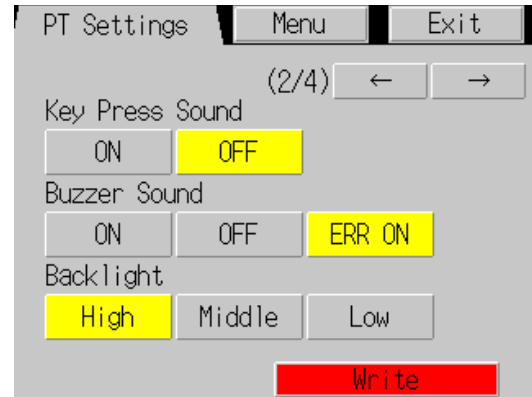 PT Settings Menu Exit
(2/4) ← →
Key Press Sound
ON OFF
Buzzer Sound
ON OFF ERR ON
Backlight
High Middle Low
Write